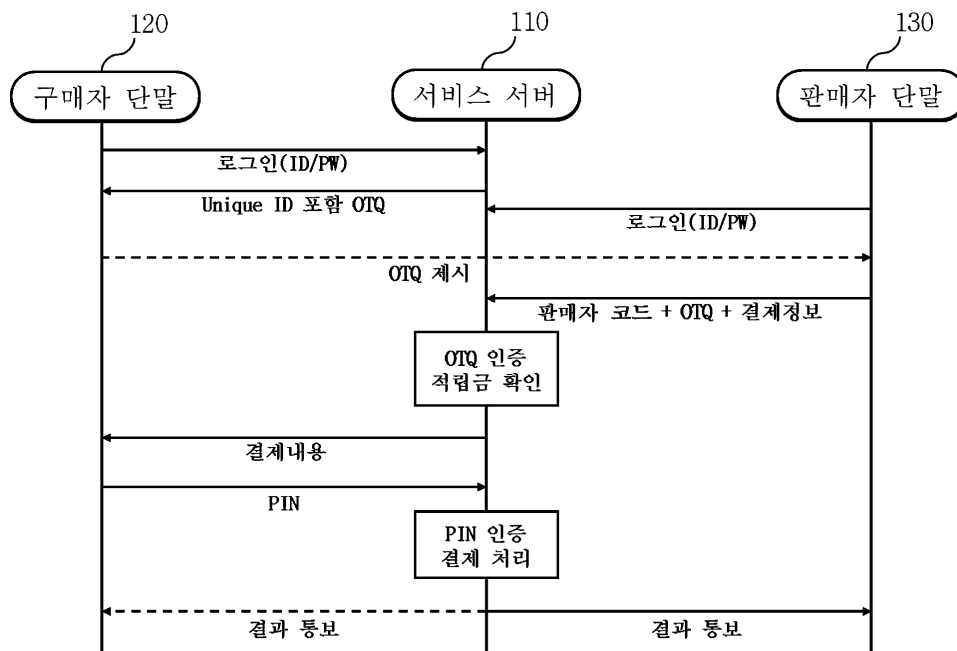 120
110
130
구매자 단말
서비스 서버
판매자 단말
로그인(ID/PW)
Unique ID 포함 OTQ
로그인(ID/PW)
OTQ 제시
판매자 코드 + OTQ + 결제정보
OTQ 인증
적립금 확인
결제내용
PIN
PIN 인증
결제 처리
결과 통보
결과 통보